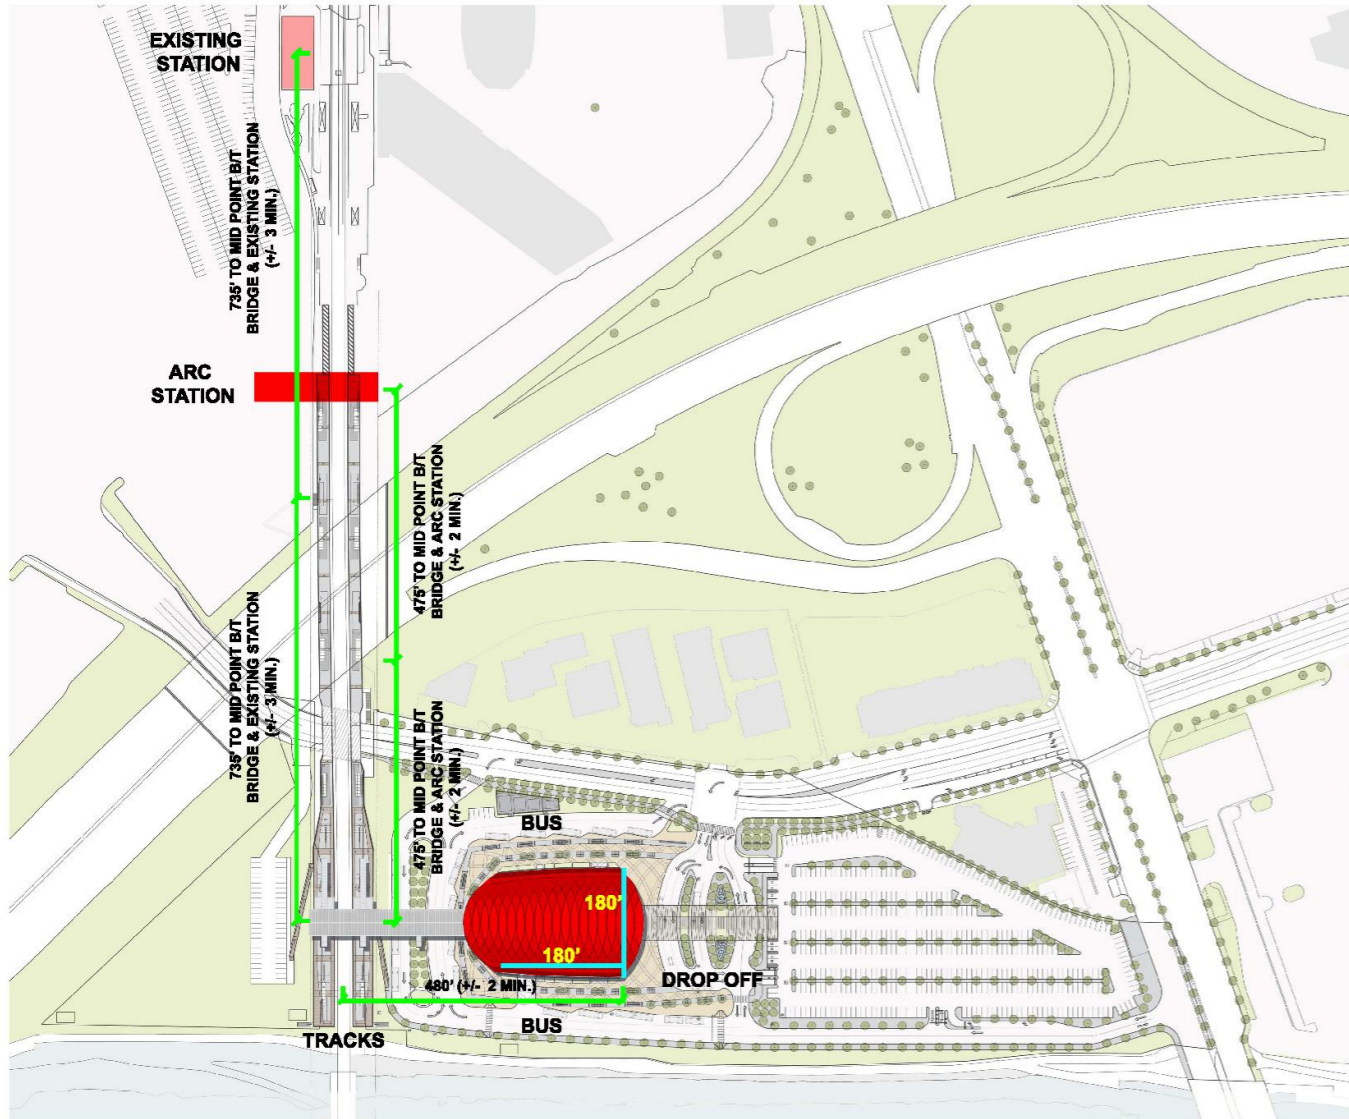 EXISTING
STATION
735' TO MID POINT B/T
BRIDGE & EXISTING STATION
(+/- 3 MIN.)
ARC
STATION
475' TO MID POINT B/T
BRIDGE & ARC STATION
(+/- 2 MIN.)
735' TO MID POINT B/T
BRIDGE & EXISTING STATION
(+/- 3 MIN.)
475' TO MID POINT B/T
BRIDGE & ARC STATION
(+/- 2 MIN.)
BUS
180'
180'
480' (+/- 2 MIN.)
DROP OFF
BUS
TRACKS